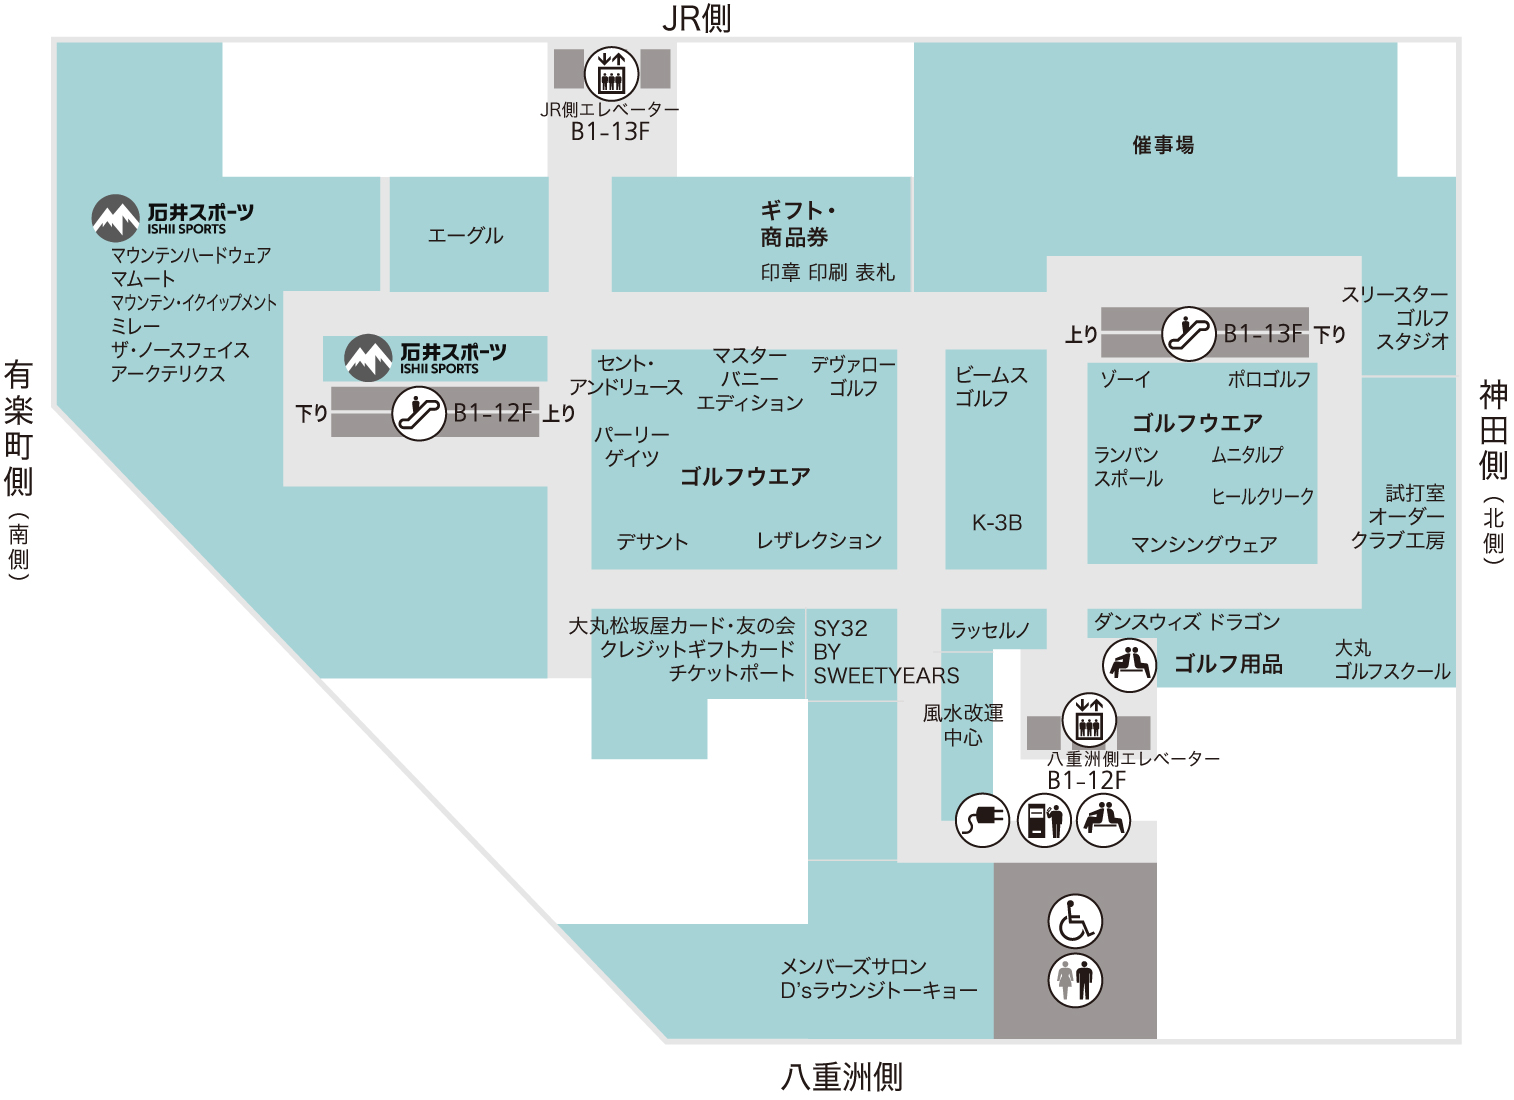 JR側
JR側エレベーター
B1-13F
催事場
石井スポーツ
ISHII SPORTS
マウンテンハードウェア
マムート
マウンテン・イクイップメント
ミレー
ザ・ノースフェイス
アークテリクス
エーグル
ギフト・
商品券
印章 印刷 表札
スリースター
ゴルフ
スタジオ
上り
B1-13F
下り
石井スポーツ
ISHII SPORTS
下り
B1-12F
上り
セント・
アンドリュース
マスター
バニー
エディション
デヴァロー
ゴルフ
パーリー
ゲイツ
ゴルフウエア
デサント
レザレクション
ビームス
ゴルフ
K-3B
ゾーイ
ポロゴルフ
ゴルフウエア
ランバン
スポール
ムニタルプ
ヒールクリーク
マンシングウェア
試打室
オーダー
クラブ工房
有楽町側（南側）
神田側（北側）
大丸松坂屋カード・友の会
クレジットギフトカード
チケットポート
SY32
BY
SWEETYEARS
ラッセルノ
ダンスウィズ ドラゴン
ゴルフ用品
大丸
ゴルフスクール
風水改運
中心
八重洲側エレベーター
B1-12F
メンバーズサロン
D'sラウンジトーキョー
八重洲側